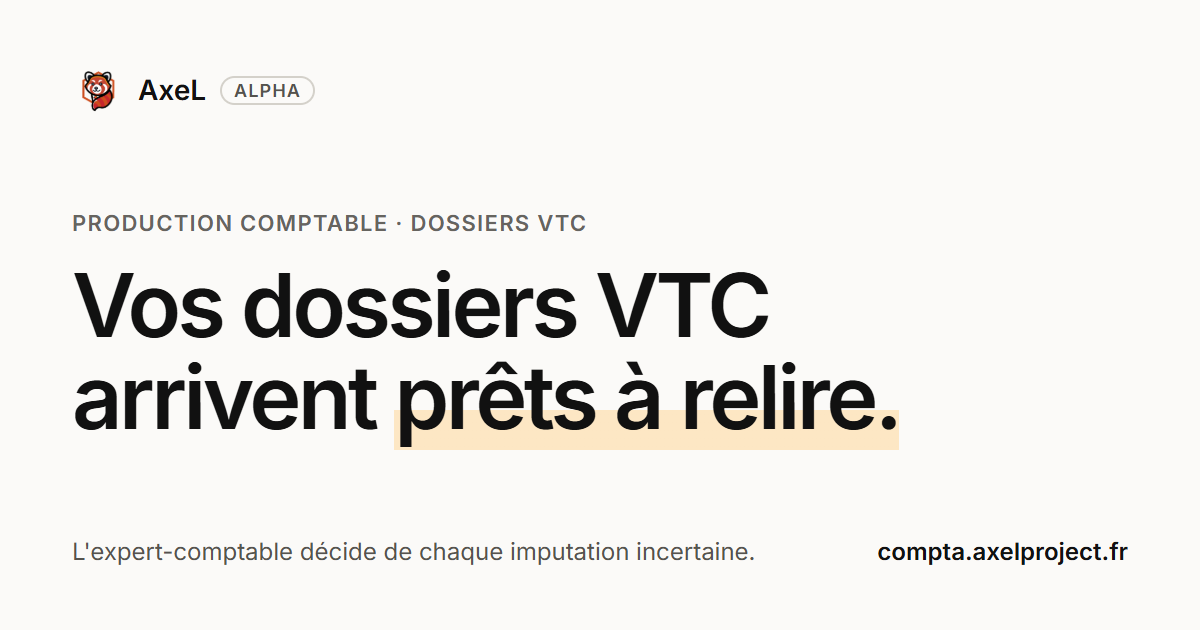 AxeL ALPHA
PRODUCTION COMPTABLE · DOSSIERS VTC
Vos dossiers VTC
arrivent prêts à relire.
L'expert-comptable décide de chaque imputation incertaine.
compta.axelproject.fr